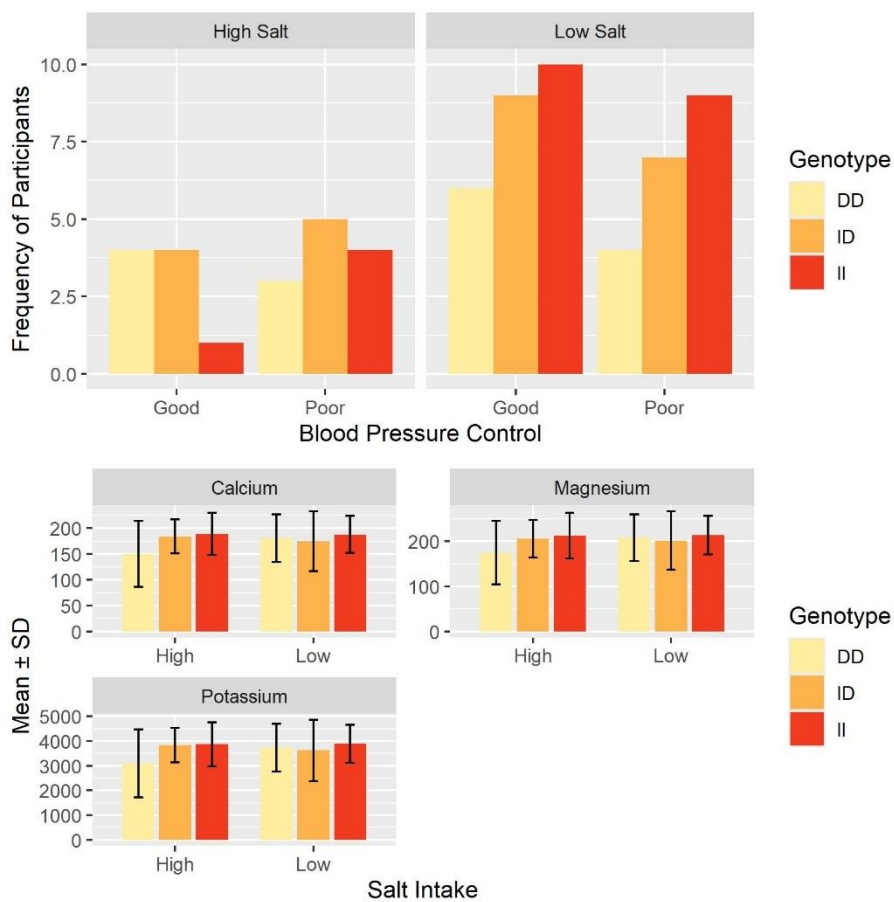 High Salt
Low Salt
Frequency of Participants
10.0
7.5
5.0
2.5
0.0
Good
Poor
Good
Poor
Blood Pressure Control
Genotype
DD
ID
II
Calcium
Magnesium
200
150
100
50
0
High
Low
200
100
0
High
Low
Mean ± SD
Potassium
5000
4000
3000
2000
1000
0
High
Low
Salt Intake
Genotype
DD
ID
II